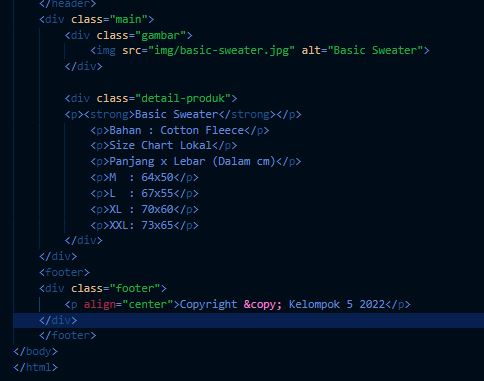 </header>
<div class="main">
<div class="gambar">
<img src="img/basic-sweater.jpg" alt="Basic Sweater">
</div>
<div class="detail-produk">
<p><strong>Basic Sweater</strong></p>
<p>Bahan : Cotton Fleece</p>
<p>Size Chart Lokal</p>
<p>Panjang x Lebar (Dalam cm)</p>
<p>M  : 64x50</p>
<p>L  : 67x55</p>
<p>XL : 70x60</p>
<p>XXL: 73x65</p>
</div>
</div>
<footer>
<div class="footer">
<p align="center">Copyright &copy; Kelompok 5 2022</p>
</div>
</footer>
</body>
</html>